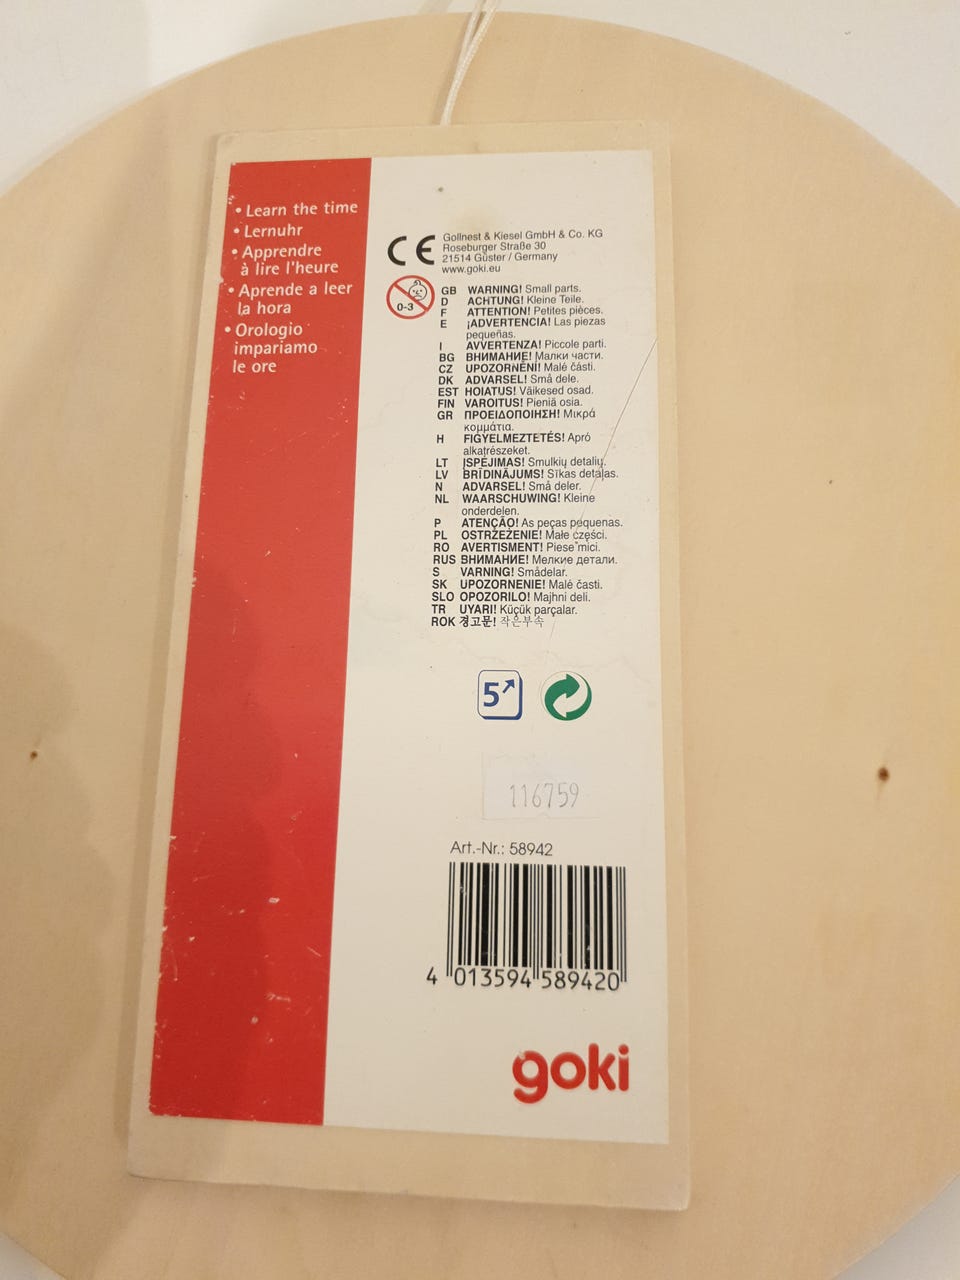 • Learn the time
• Lernuhr
• Apprendre
à lire l'heure
• Aprende a leer
la hora
• Orologio
impariamo
le ore
CE
Gollnest & Kiesel GmbH & Co. KG
Roseburger Straße 30
21514 Güster / Germany
www.goki.eu
0-3
GB WARNING! Small parts.
D ACHTUNG! Kleine Teile.
F ATTENTION! Petites pièces.
E ¡ADVERTENCIA! Las piezas
pequeñas.
I AVVERTENZA! Piccole parti.
BG ВНИМАНИЕ! Малки части.
CZ UPOZORNĚNÍ! Malé části.
DK ADVARSEL! Små dele.
EST HOIATUS! Väikesed osad.
FIN VAROITUS! Pieniä osia.
GR ΠΡΟΕΙΔΟΠΟΙΗΣΗ! Μικρά
κομμάτια.
H FIGYELMEZTETÉS! Apró
alkatrészeket.
LT ĮSPĖJIMAS! Smulkių detalių.
LV BRĪDINĀJUMS! Sīkas detaļas.
N ADVARSEL! Små deler.
NL WAARSCHUWING! Kleine
onderdelen.
P ATENÇÃO! As peças pequenas.
PL OSTRZEŻENIE! Małe części.
RO AVERTISMENT! Piese mici.
RUS ВНИМАНИЕ! Мелкие детали.
S VARNING! Smådelar.
SK UPOZORNENIE! Malé časti.
SLO OPOZORILO! Majhni deli.
TR UYARI! Küçük parçalar.
ROK 경고문! 작은부속
5
116759
Art.-Nr.: 58942
4 013594 589420
goki